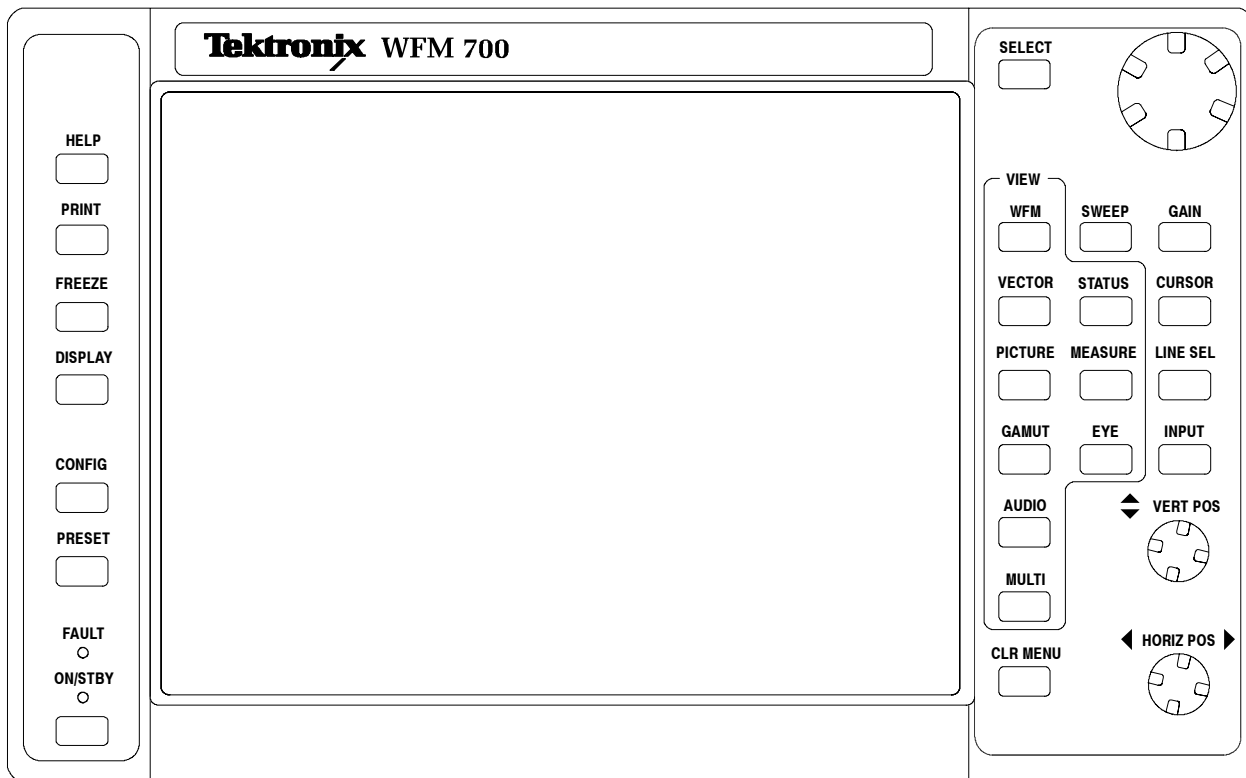 Tektronix WFM 700
HELP
PRINT
FREEZE
DISPLAY
CONFIG
PRESET
FAULT
ON/STBY
SELECT
VIEW
WFM SWEEP GAIN
VECTOR STATUS CURSOR
PICTURE MEASURE LINE SEL
GAMUT EYE INPUT
AUDIO VERT POS
MULTI
CLR MENU HORIZ POS